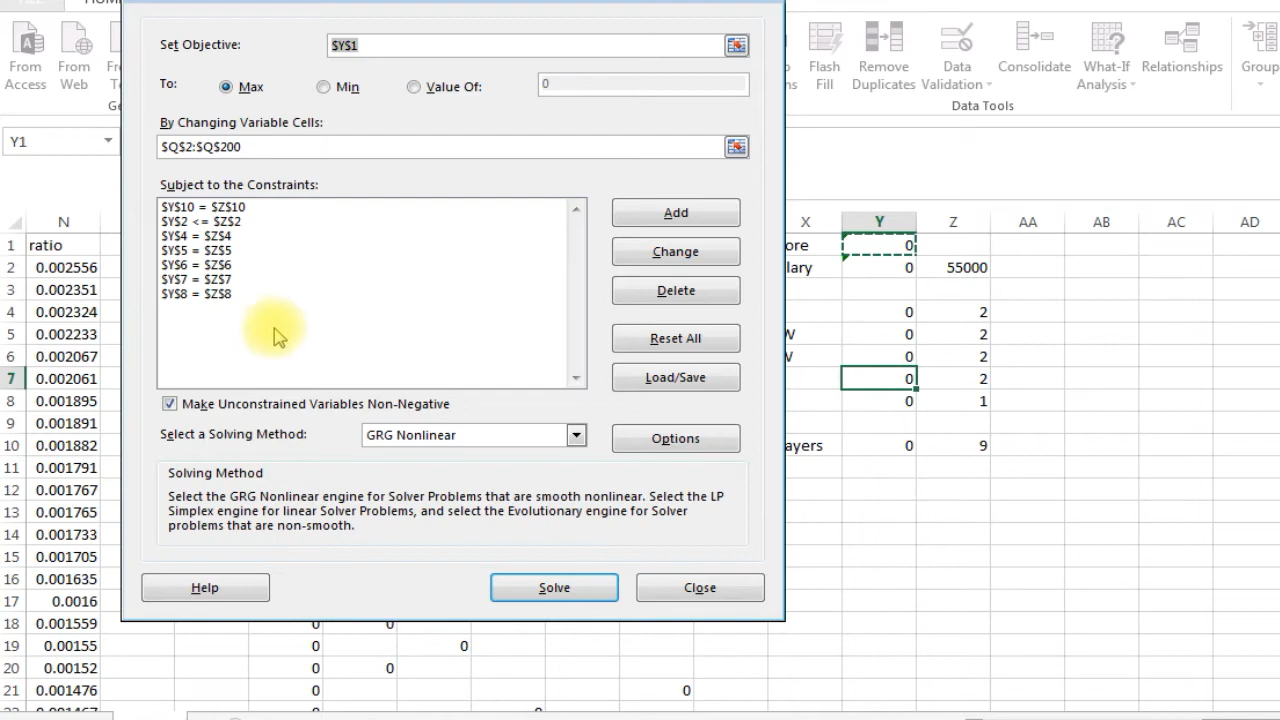 HOME
From Access
From Web
Flash Fill
Remove Duplicates
Data Validation
Consolidate
What-If Analysis
Relationships
Group
Data Tools
Set Objective: $Y$1
To: Max Min Value Of: 0
By Changing Variable Cells:
$Q$2:$Q$200
Subject to the Constraints:
$Y$10 = $Z$10
$Y$2 <= $Z$2
$Y$4 = $Z$4
$Y$5 = $Z$5
$Y$6 = $Z$6
$Y$7 = $Z$7
$Y$8 = $Z$8
Add
Change
Delete
Reset All
Load/Save
Make Unconstrained Variables Non-Negative
Select a Solving Method: GRG Nonlinear
Options
Solving Method
Select the GRG Nonlinear engine for Solver Problems that are smooth nonlinear. Select the LP
Simplex engine for linear Solver Problems, and select the Evolutionary engine for Solver
problems that are non-smooth.
Help
Solve
Close
Y1
N X Y Z AA AB AC AD
1 ratio ore 0
2 0.002556 lary 0 55000
3 0.002351
4 0.002324 0 2
5 0.002233 W 0 2
6 0.002067 0 2
7 0.002061 0 2
8 0.001895 0 1
9 0.001891
10 0.001882 ayers 0 9
11 0.001791
12 0.001767
13 0.001765
14 0.001733
15 0.001705
16 0.001635
17 0.0016
18 0.001559 0 0
19 0.00155 0 0
20 0.00152 0 0
21 0.001476 0 0